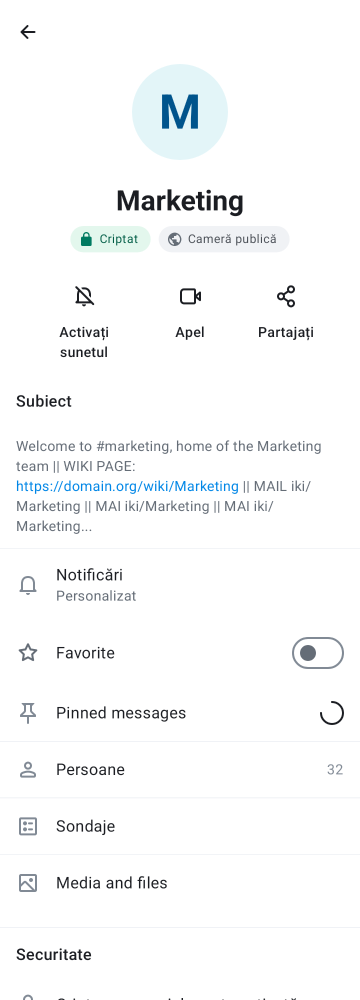 M
Marketing
Criptat
Cameră publică
Activați
sunetul
Apel
Partajați
Subiect
Welcome to #marketing, home of the Marketing
team || WIKI PAGE:
https://domain.org/wiki/Marketing || MAIL iki/
Marketing || MAI iki/Marketing || MAI iki/
Marketing...
Notificări
Personalizat
Favorite
Pinned messages
Persoane
32
Sondaje
Media and files
Securitate